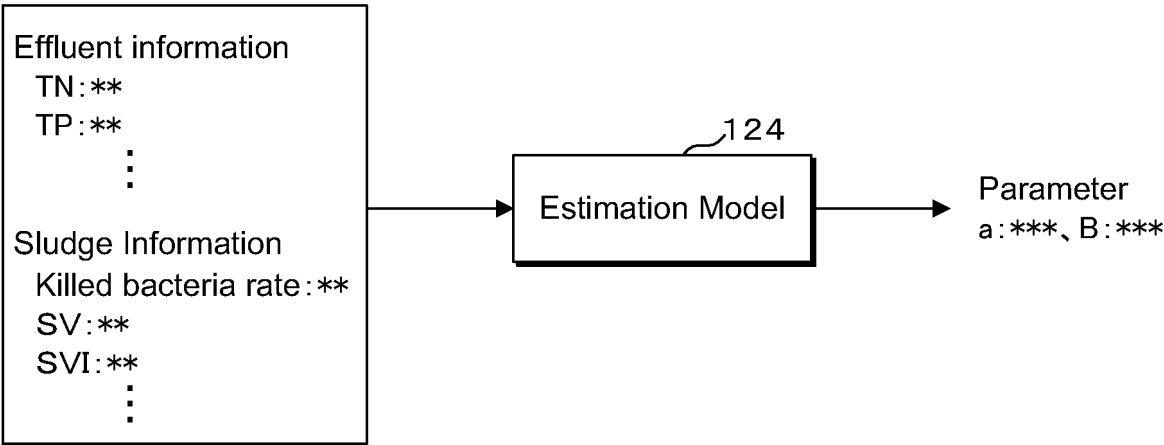 Effluent information
TN:**
TP:**
⋮
Sludge Information
Killed bacteria rate:**
SV:**
SVI:**
⋮
124
Estimation Model
Parameter
a:***、B:***